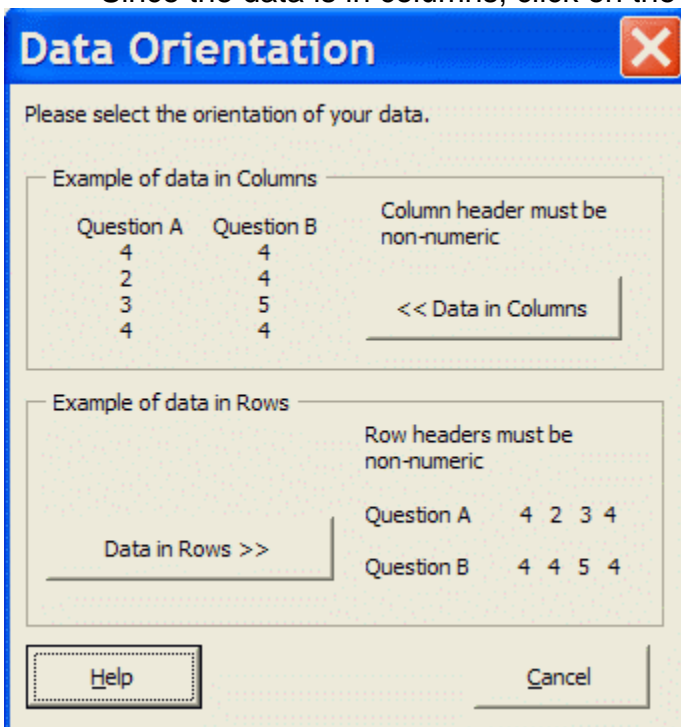 Since the data is in columns, click on the
Data Orientation
Please select the orientation of your data.
Example of data in Columns
Question A Question B
4 4
2 4
3 5
4 4
Column header must be
non-numeric
<< Data in Columns
Example of data in Rows
Row headers must be
non-numeric
Question A 4 2 3 4
Question B 4 4 5 4
Data in Rows >>
Help
Cancel